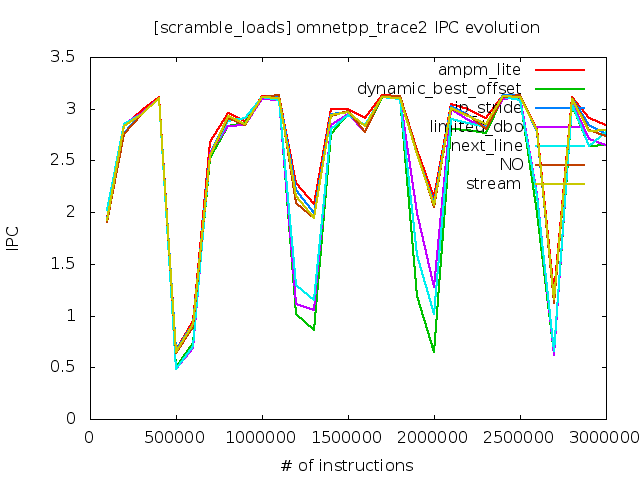 [scramble_loads] omnetpp_trace2 IPC evolution
3.5
3
2.5
2
1.5
1
0.5
0
IPC
ampm_lite
dynamic_best_offset
ip_stride
limited_dbo
next_line
NO
stream
0 500000 1000000 1500000 2000000 2500000 3000000
# of instructions